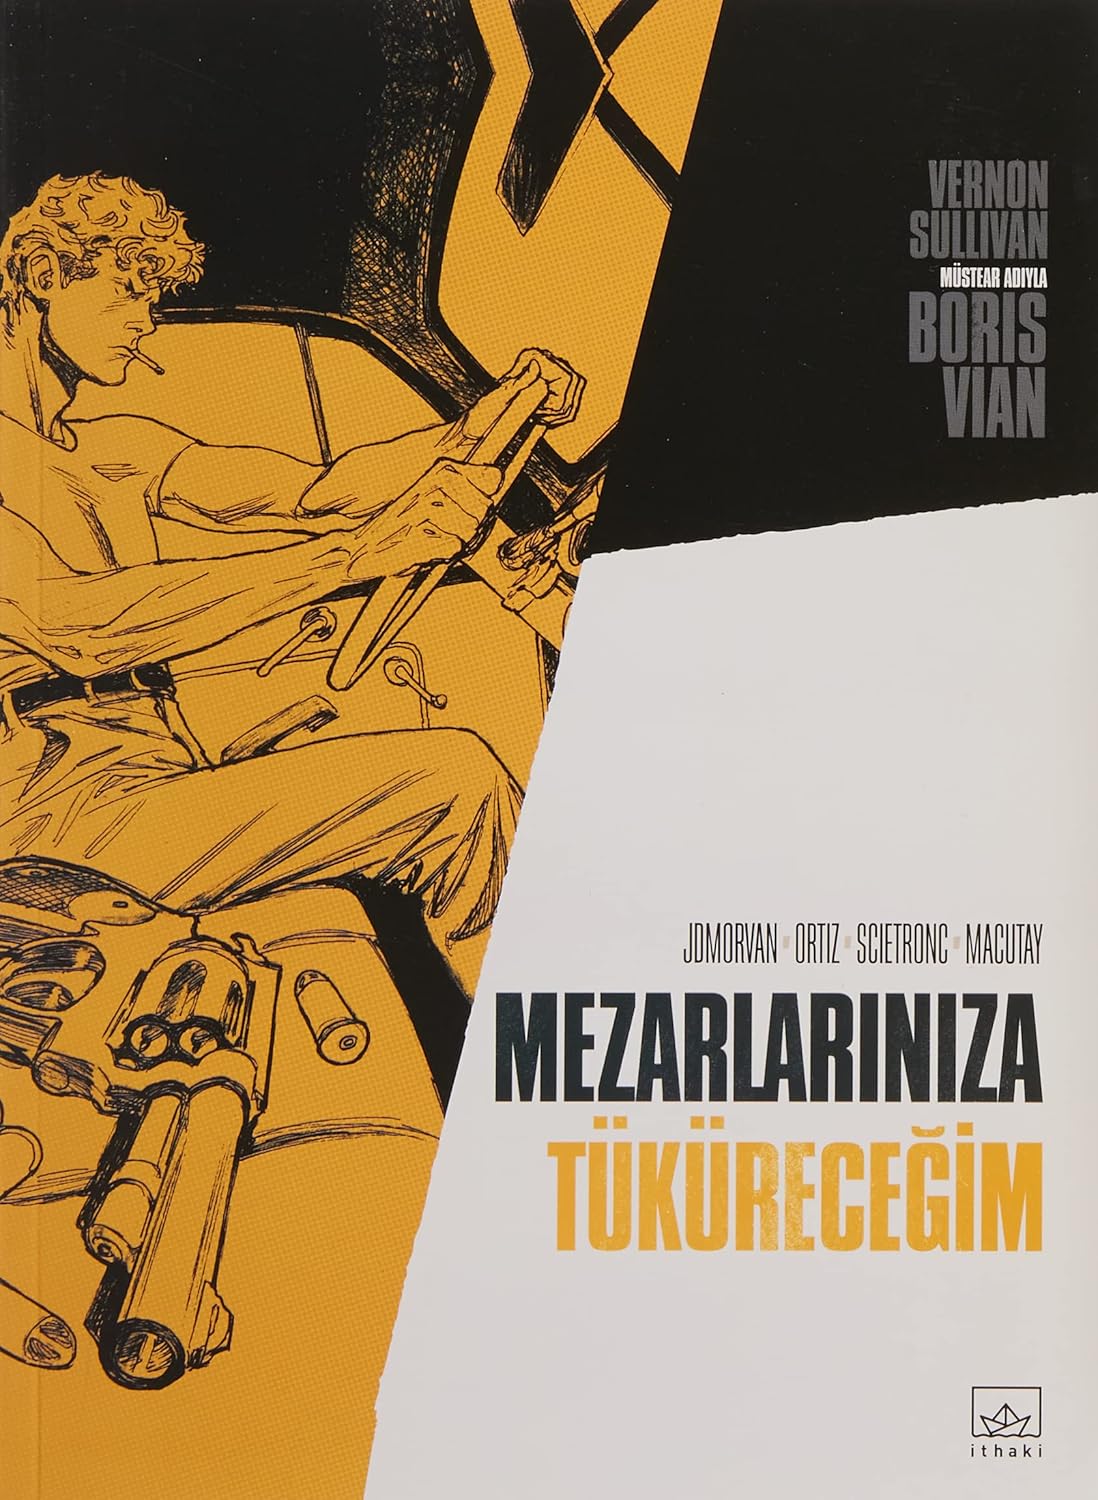 VERNON
SULLIVAN
MÜSTEAR ADIYLA
BORIS
VIAN
JDMORVAN · ORTIZ · SCIETRONC · MACUTAY
MEZARLARINIZA
TÜKÜRECEĞİM
ithaki